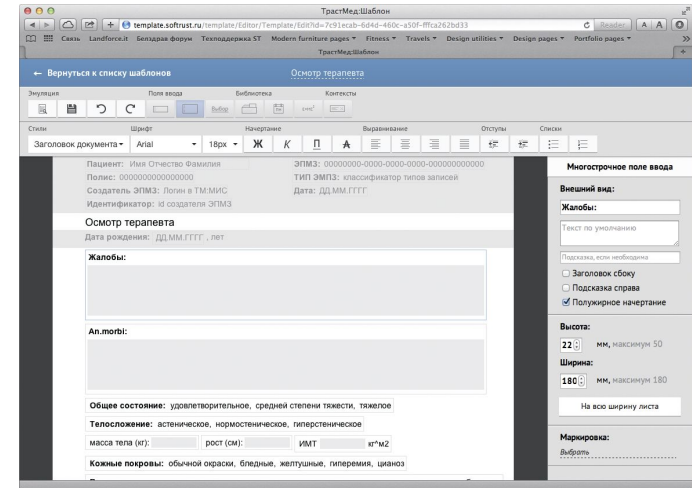 ТрастМед:Шаблон
template.softrust.ru/template/Editor/Template/Edit?id=7c91ecab-6d4d-460c-a50f-fffca262bd33
Reader
A A
Связь Landforce.it Белздрав форум Техподдержка ST Modern furniture pages Fitness Travels Design utilities Design pages Portfolio pages
ТрастМед:Шаблон
← Вернуться к списку шаблонов Осмотр терапевта
Эмуляция Поля ввода Библиотека Контексты
Выбор
Стили Шрифт Начертание Выравнивание Отступы Списки
Заголовок документа Arial 18px Ж К П А
Пациент: Имя Отчество Фамилия ЭПМЗ: 00000000-0000-0000-0000-000000000000
Полис: 0000000000000000 ТИП ЭМПЗ: классификатор типов записей
Создатель ЭПМЗ: Логин в ТМ:МИС Дата: ДД.ММ.ГГГГ
Идентификатор: id создателя ЭПМЗ
Осмотр терапевта
Дата рождения: ДД.ММ.ГГГГ , лет
Жалобы:
An.morbi:
Общее состояние: удовлетворительное, средней степени тяжести, тяжелое
Телосложение: астеническое, нормостеническое, гиперстеническое
масса тела (кг): рост (см): ИМТ кг^м2
Кожные покровы: обычной окраски, бледные, желтушные, гиперемия, цианоз
Многострочное поле ввода
Внешний вид:
Жалобы:
Текст по умолчанию
Подсказка, если необходима
Заголовок сбоку
Подсказка справа
Полужирное начертание
Высота:
22 мм, максимум 50
Ширина:
180 мм, максимум 180
На всю ширину листа
Маркировка:
Выбрать